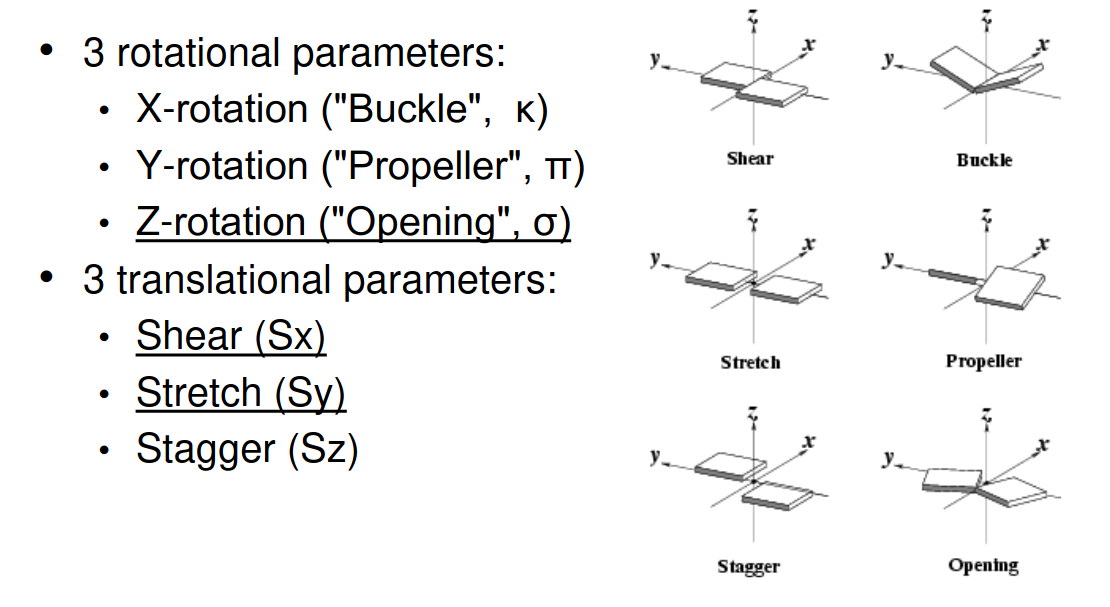 • 3 rotational parameters:
• X-rotation ("Buckle", κ)
• Y-rotation ("Propeller", π)
• Z-rotation ("Opening", σ)
• 3 translational parameters:
• Shear (Sx)
• Stretch (Sy)
• Stagger (Sz)
z
y
x
Shear
z
y
x
Buckle
z
y
x
Stretch
z
y
x
Propeller
z
y
x
Stagger
z
y
x
Opening